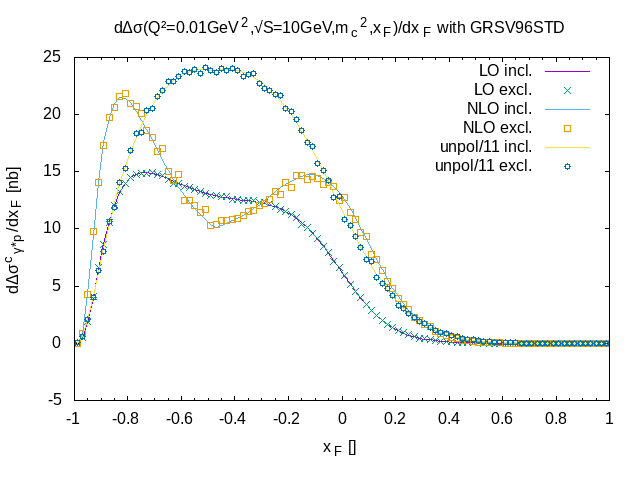 dΔσ(Q²=0.01GeV²,√S=10GeV,m_c²,x_F)/dx_F with GRSV96STD
25
20
15
10
5
0
-5
dΔσ^c_γ*p/dx_F [nb]
LO incl.
LO excl.
NLO incl.
NLO excl.
unpol/11 incl.
unpol/11 excl.
-1 -0.8 -0.6 -0.4 -0.2 0 0.2 0.4 0.6 0.8 1
x_F []